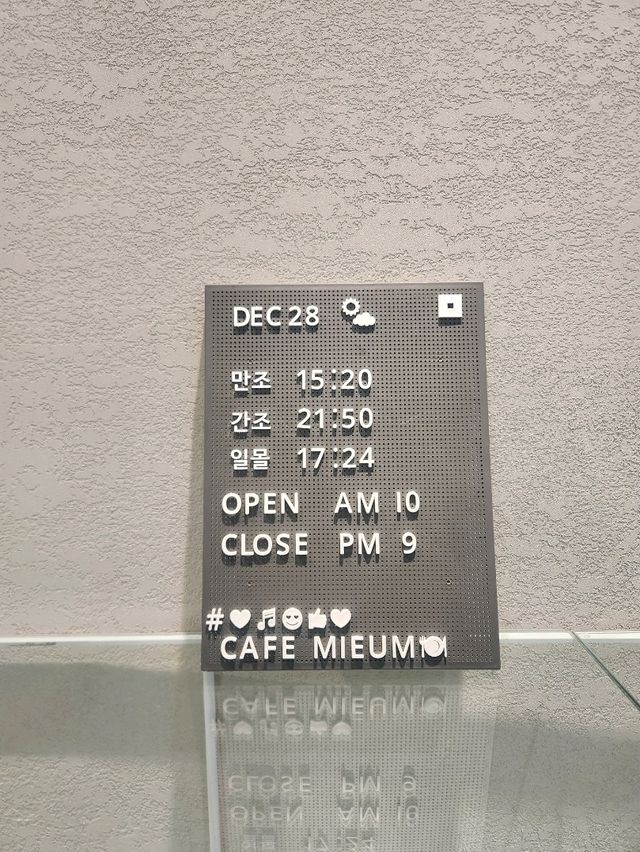 DEC 28
만조 15:20
간조 21:50
일몰 17:24
OPEN AM 10
CLOSE PM 9
#
CAFE MIEUM